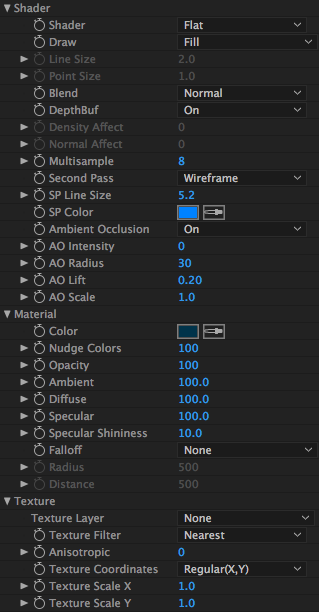 Shader
Shader Flat
Draw Fill
Line Size 2.0
Point Size 1.0
Blend Normal
DepthBuf On
Density Affect 0
Normal Affect 0
Multisample 8
Second Pass Wireframe
SP Line Size 5.2
SP Color
Ambient Occlusion On
AO Intensity 0
AO Radius 30
AO Lift 0.20
AO Scale 1.0
Material
Color
Nudge Colors 100
Opacity 100
Ambient 100.0
Diffuse 100.0
Specular 100.0
Specular Shininess 10.0
Falloff None
Radius 500
Distance 500
Texture
Texture Layer None
Texture Filter Nearest
Anisotropic 0
Texture Coordinates Regular(X,Y)
Texture Scale X 1.0
Texture Scale Y 1.0